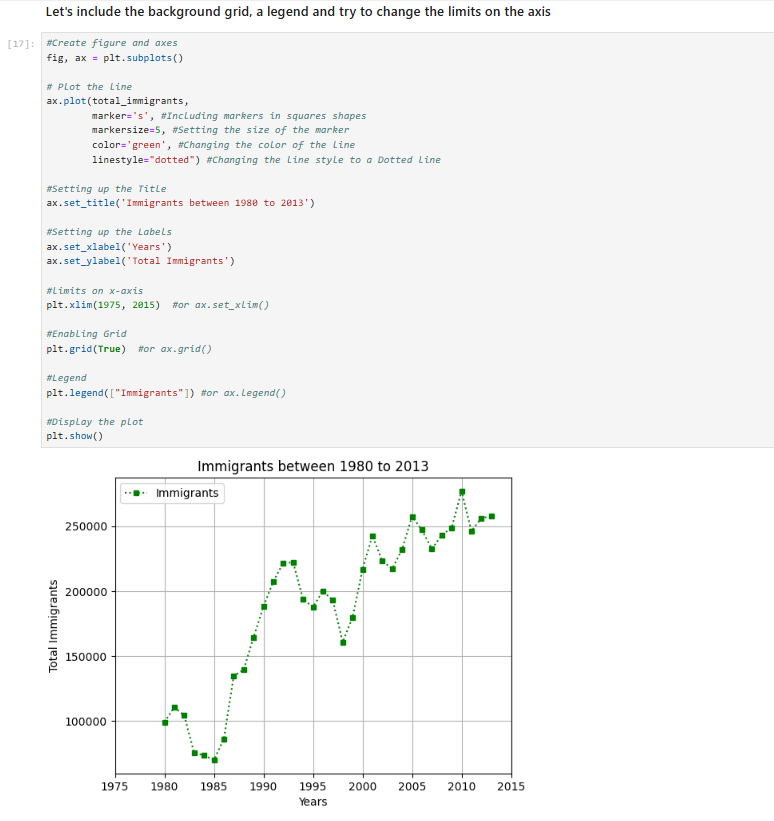 Let's include the background grid, a legend and try to change the limits on the axis
[17]:
#Create figure and axes
fig, ax = plt.subplots()
# Plot the line
ax.plot(total_immigrants,
marker='s', #Including markers in squares shapes
markersize=5, #Setting the size of the marker
color='green', #Changing the color of the line
linestyle="dotted") #Changing the line style to a Dotted line
#Setting up the Title
ax.set_title('Immigrants between 1980 to 2013')
#Setting up the Labels
ax.set_xlabel('Years')
ax.set_ylabel('Total Immigrants')
#limits on x-axis
plt.xlim(1975, 2015)  #or ax.set_xlim()
#Enabling Grid
plt.grid(True)  #or ax.grid()
#Legend
plt.legend(["Immigrants"]) #or ax.legend()
#Display the plot
plt.show()
Immigrants between 1980 to 2013
Immigrants
250000
200000
150000
100000
Total Immigrants
1975 1980 1985 1990 1995 2000 2005 2010 2015
Years